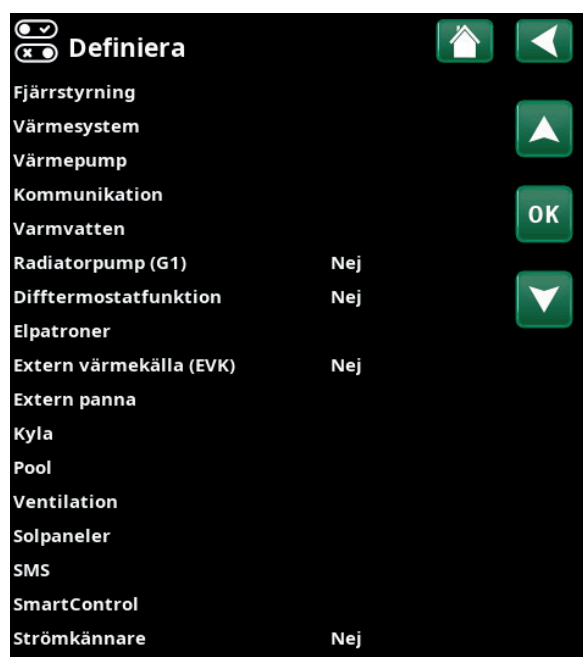 Definiera
Fjärrstyrning
Värmesystem
Värmepump
Kommunikation
OK
Varmvatten
Radiatorpump (G1) Nej
Difftermostatfunktion Nej
Elpatroner
Extern värmekälla (EVK) Nej
Extern panna
Kyla
Pool
Ventilation
Solpaneler
SMS
SmartControl
Strömkännare Nej